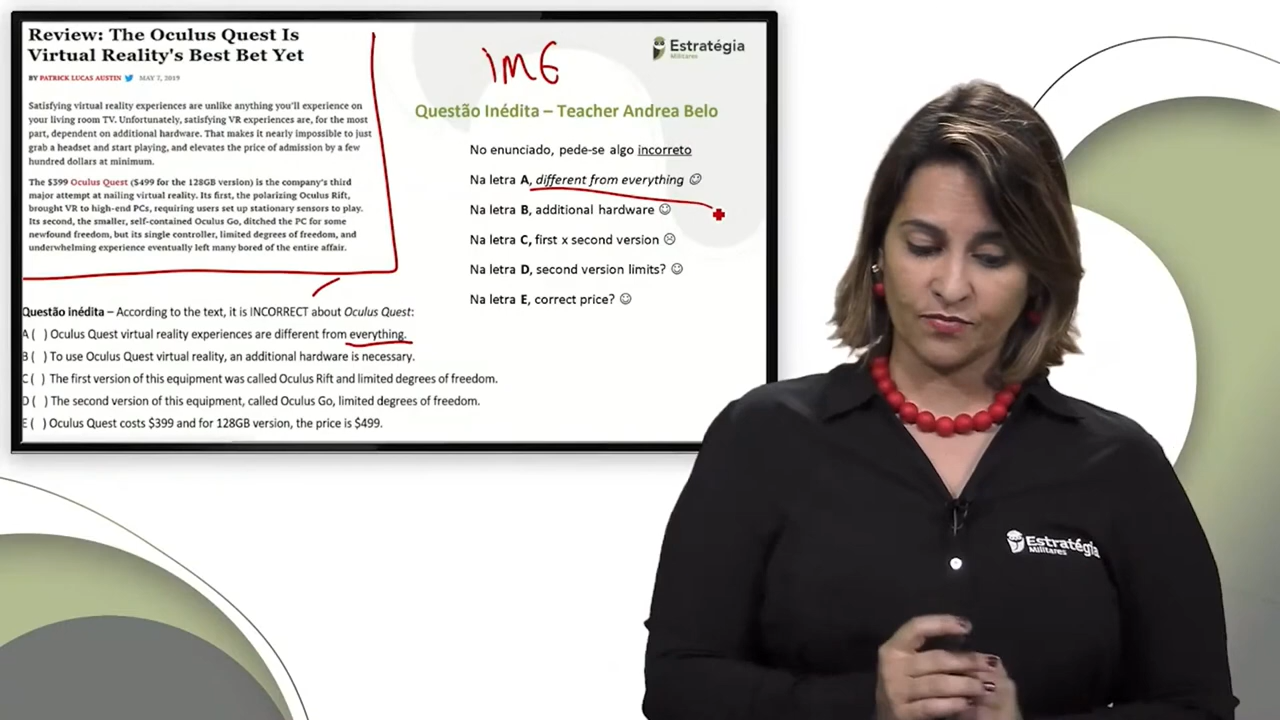 Review: The Oculus Quest Is
Virtual Reality's Best Bet Yet
BY PATRICK LUCAS AUSTIN MAY 7, 2019
Satisfying virtual reality experiences are unlike anything you'll experience on
your living room TV. Unfortunately, satisfying VR experiences are, for the most
part, dependent on additional hardware. That makes it nearly impossible to just
grab a headset and start playing, and elevates the price of admission by a few
hundred dollars at minimum.
The $399 Oculus Quest ($499 for the 128GB version) is the company's third
major attempt at nailing virtual reality. Its first, the polarizing Oculus Rift,
brought VR to high-end PCs, requiring users set up stationary sensors to play.
Its second, the smaller, self-contained Oculus Go, ditched the PC for some
newfound freedom, but its single controller, limited degrees of freedom, and
underwhelming experience eventually left many bored of the entire affair.
IME
Estratégia
Militares
Questão Inédita – Teacher Andrea Belo
No enunciado, pede-se algo incorreto
Na letra A, different from everything ☺
Na letra B, additional hardware ☺
Na letra C, first x second version ☹
Na letra D, second version limits? ☺
Na letra E, correct price? ☺
Questão inédita – According to the text, it is INCORRECT about Oculus Quest:
A ( ) Oculus Quest virtual reality experiences are different from everything.
B ( ) To use Oculus Quest virtual reality, an additional hardware is necessary.
C ( ) The first version of this equipment was called Oculus Rift and limited degrees of freedom.
D ( ) The second version of this equipment, called Oculus Go, limited degrees of freedom.
E ( ) Oculus Quest costs $399 and for 128GB version, the price is $499.
Estratégia
Militares